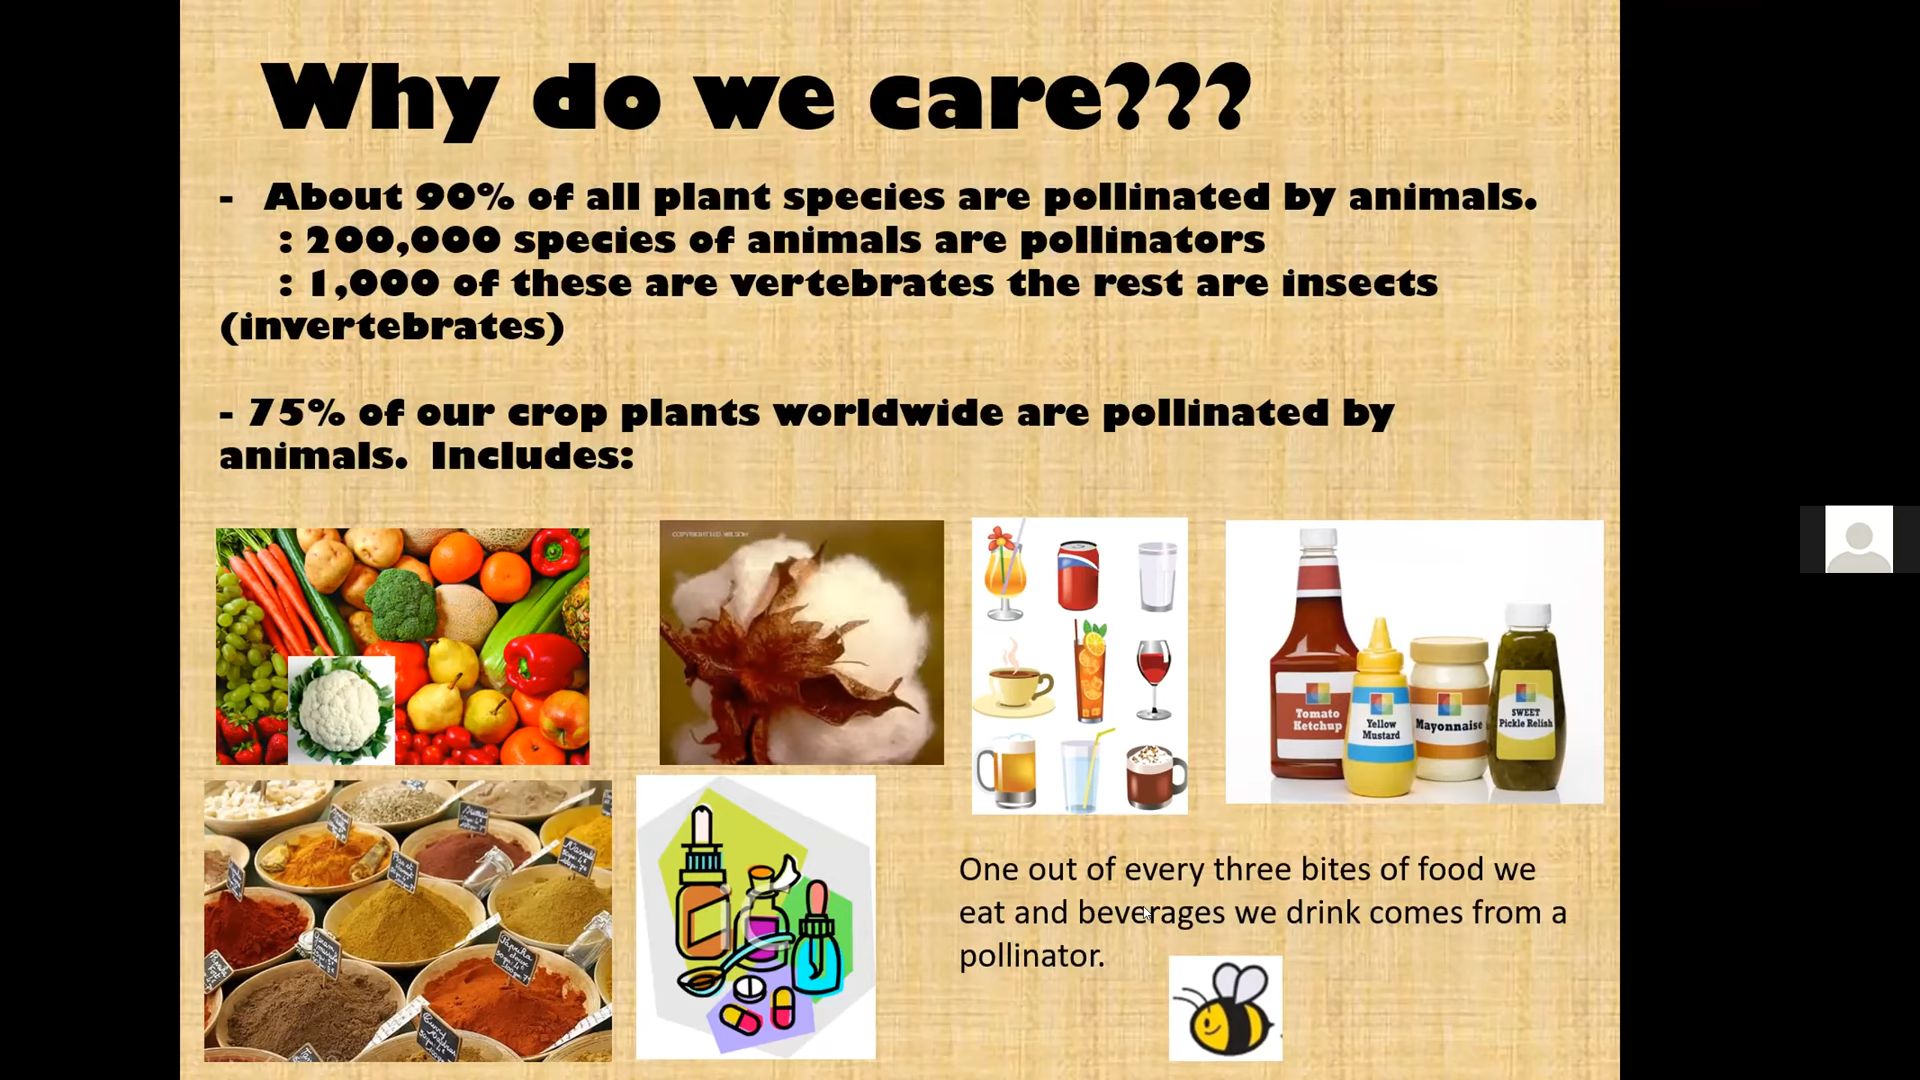 Why do we care???
- About 90% of all plant species are pollinated by animals.
: 200,000 species of animals are pollinators
: 1,000 of these are vertebrates the rest are insects
(invertebrates)
- 75% of our crop plants worldwide are pollinated by
animals. Includes:
Tomato
Ketchup
Yellow
Mustard
Mayonnaise
SWEET
Pickle Relish
One out of every three bites of food we
eat and beverages we drink comes from a
pollinator.